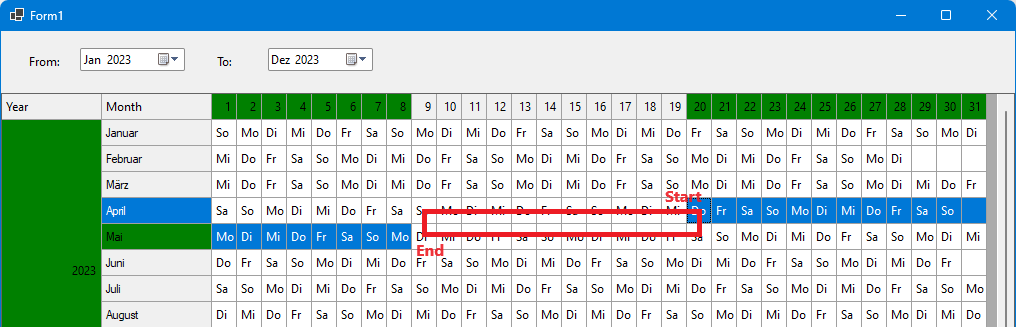 Form1
From: Jan 2023 To: Dez 2023
Year Month 1 2 3 4 5 6 7 8 9 10 11 12 13 14 15 16 17 18 19 20 21 22 23 24 25 26 27 28 29 30 31
Januar So Mo Di Mi Do Fr Sa So Mo Di Mi Do Fr Sa So Mo Di Mi Do Fr Sa So Mo Di Mi Do Fr Sa So Mo Di
Februar Mi Do Fr Sa So Mo Di Mi Do Fr Sa So Mo Di Mi Do Fr Sa So Mo Di Mi Do Fr Sa So Mo Di
März Mi Do Fr Sa So Mo Di Mi Do Fr Sa So Mo Di Mi Do Fr Sa So Mo Di Mi Do Fr Sa So Mo Di Mi Do Fr
Start
April Sa So Mo Di Mi Do Fr Sa So Mo Di Mi Do Fr Sa So Mo Di Mi Do Fr Sa So Mo Di Mi Do Fr Sa So
Mai Mo Di Mi Do Fr Sa So Mo Di Mi Do Fr Sa So Mo Di Mi Do Fr Sa So Mo Di Mi Do Fr Sa So Mo Di Mi
End
2023
Juni Do Fr Sa So Mo Di Mi Do Fr Sa So Mo Di Mi Do Fr Sa So Mo Di Mi Do Fr Sa So Mo Di Mi Do Fr
Juli Sa So Mo Di Mi Do Fr Sa So Mo Di Mi Do Fr Sa So Mo Di Mi Do Fr Sa So Mo Di Mi Do Fr Sa So Mo
August Di Mi Do Fr Sa So Mo Di Mi Do Fr Sa So Mo Di Mi Do Fr Sa So Mo Di Mi Do Fr Sa So Mo Di Mi Do